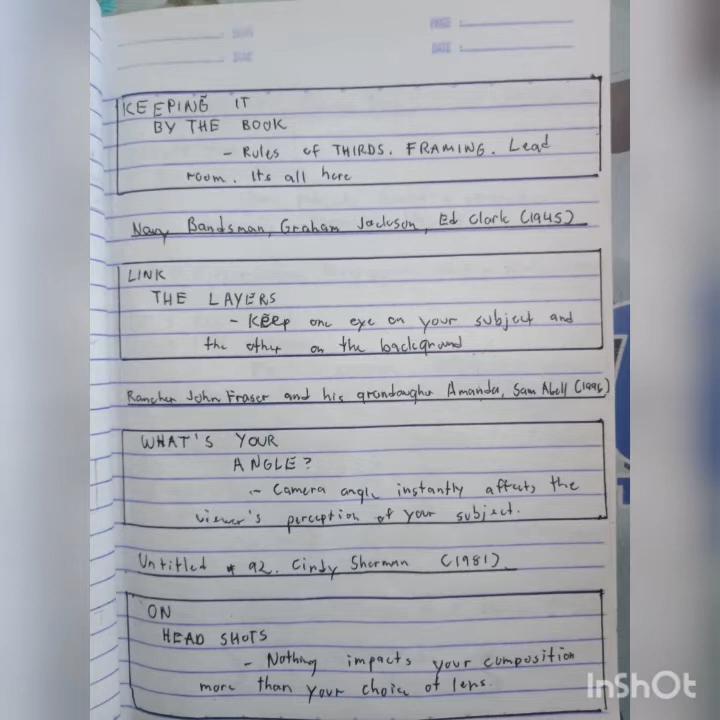 PAGE :
DATE :
KEEPING IT
BY THE BOOK
- Rules of THIRDS. FRAMING. Lead
room. Its all here
Navy Bandsman, Graham Jackson, Ed Clark (1945)
LINK
THE LAYERS
- KEEp one eye on your subject and
the other on the background
Rancher John Fraser and his grandaughe Amanda, Sam Abell (1996)
WHAT'S YOUR
ANGLE?
- Camera angle instantly affects the
viewer's perception of your subject.
Untitled # 92. Cindy Sherman (1981)
ON
HEAD SHOTS
- Nothing impacts your composition
more than your choice of lens.
InShOt